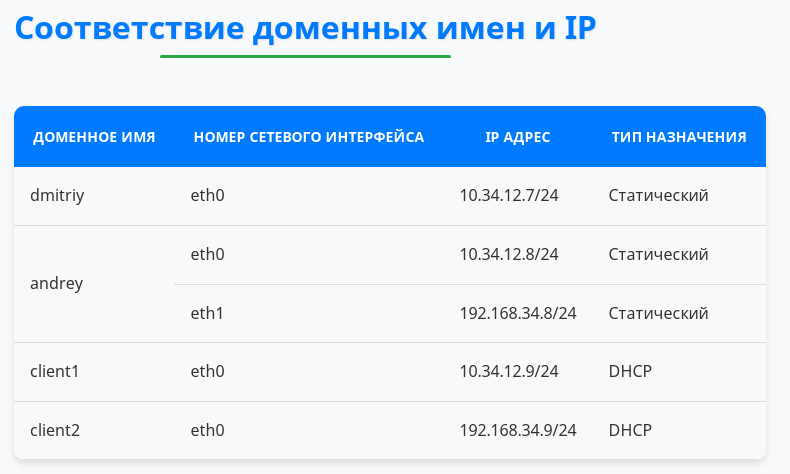 Соответствие доменных имен и IP
ДОМЕННОЕ ИМЯ НОМЕР СЕТЕВОГО ИНТЕРФЕЙСА IP АДРЕС ТИП НАЗНАЧЕНИЯ
dmitriy eth0 10.34.12.7/24 Статический
andrey eth0 10.34.12.8/24 Статический
eth1 192.168.34.8/24 Статический
client1 eth0 10.34.12.9/24 DHCP
client2 eth0 192.168.34.9/24 DHCP